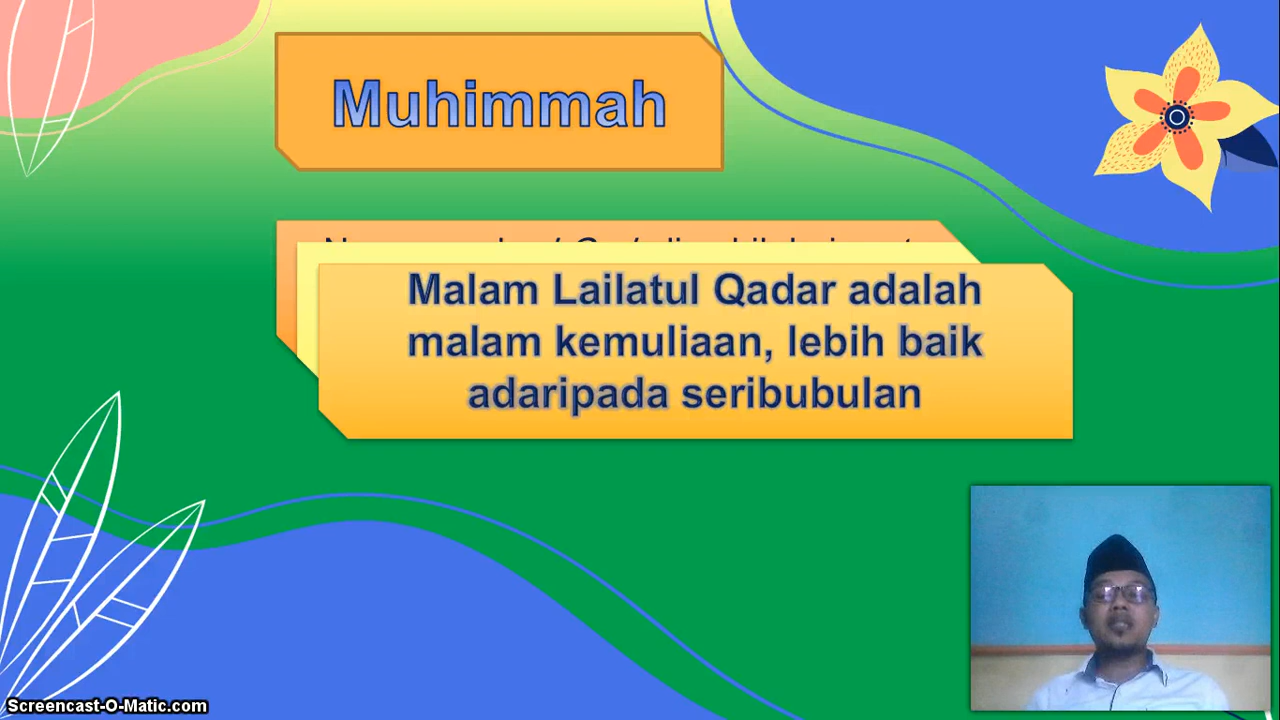 Muhimmah
Malam Lailatul Qadar adalah
malam kemuliaan, lebih baik
adaripada seribubulan
Screencast-O-Matic.com